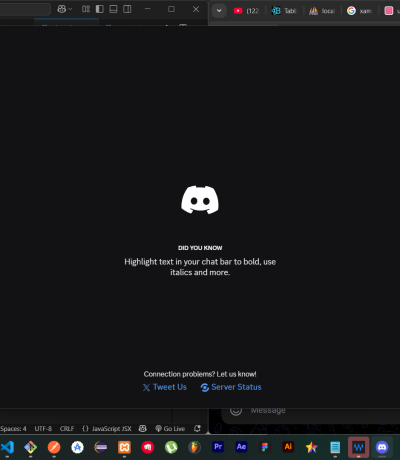 (122
Tabl
local
xam
DID YOU KNOW
Highlight text in your chat bar to bold, use
italics and more.
Connection problems? Let us know!
Tweet Us Server Status
Message
Spaces: 4 UTF-8 CRLF {} JavaScript JSX Go Live
Pr Ae Ai W